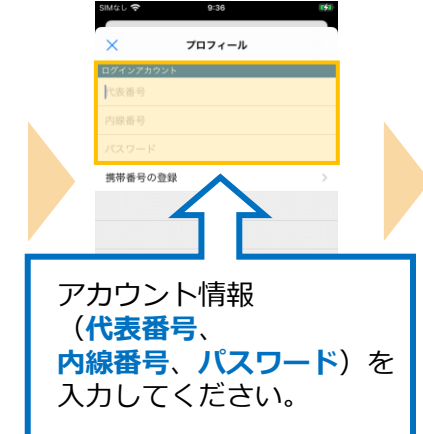 SIMなし 9:36
プロフィール
ログインアカウント
代表番号
内線番号
パスワード
携帯番号の登録
アカウント情報
（代表番号、
内線番号、パスワード）を
入力してください。